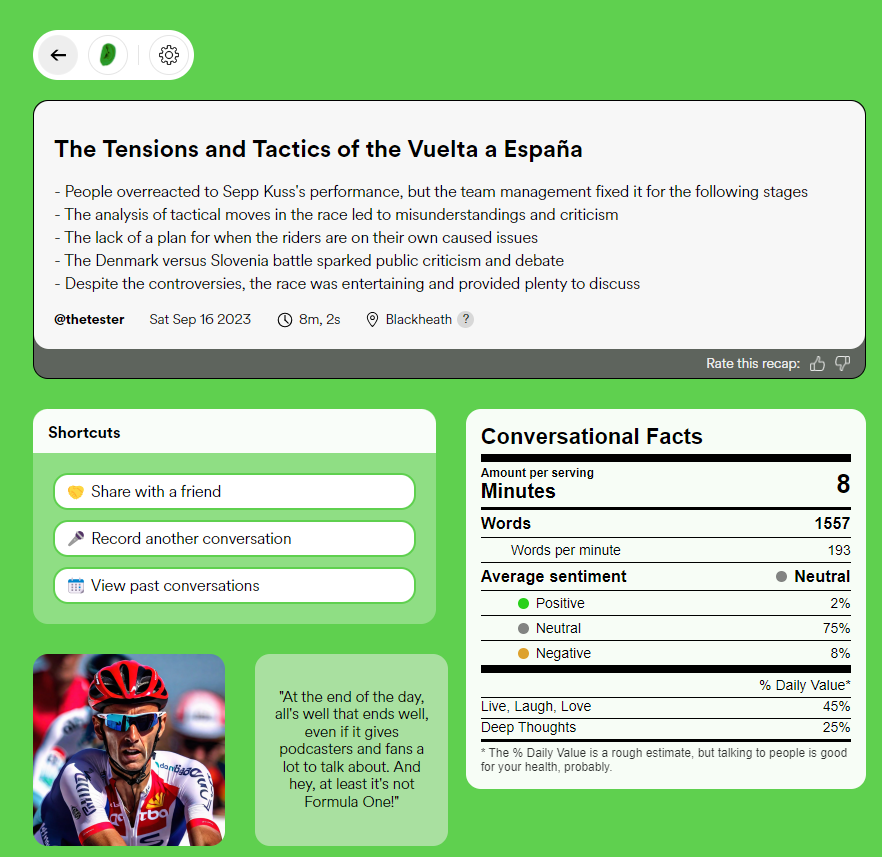 The Tensions and Tactics of the Vuelta a España
- People overreacted to Sepp Kuss's performance, but the team management fixed it for the following stages
- The analysis of tactical moves in the race led to misunderstandings and criticism
- The lack of a plan for when the riders are on their own caused issues
- The Denmark versus Slovenia battle sparked public criticism and debate
- Despite the controversies, the race was entertaining and provided plenty to discuss
@thetester Sat Sep 16 2023 8m, 2s Blackheath ?
Rate this recap:
Shortcuts
Share with a friend
Record another conversation
View past conversations
Conversational Facts
Amount per serving
Minutes 8
Words 1557
Words per minute 193
Average sentiment Neutral
Positive 2%
Neutral 75%
Negative 8%
% Daily Value*
Live, Laugh, Love 45%
Deep Thoughts 25%
* The % Daily Value is a rough estimate, but talking to people is good
for your health, probably.
"At the end of the day,
all's well that ends well,
even if it gives
podcasters and fans a
lot to talk about. And
hey, at least it's not
Formula One!"